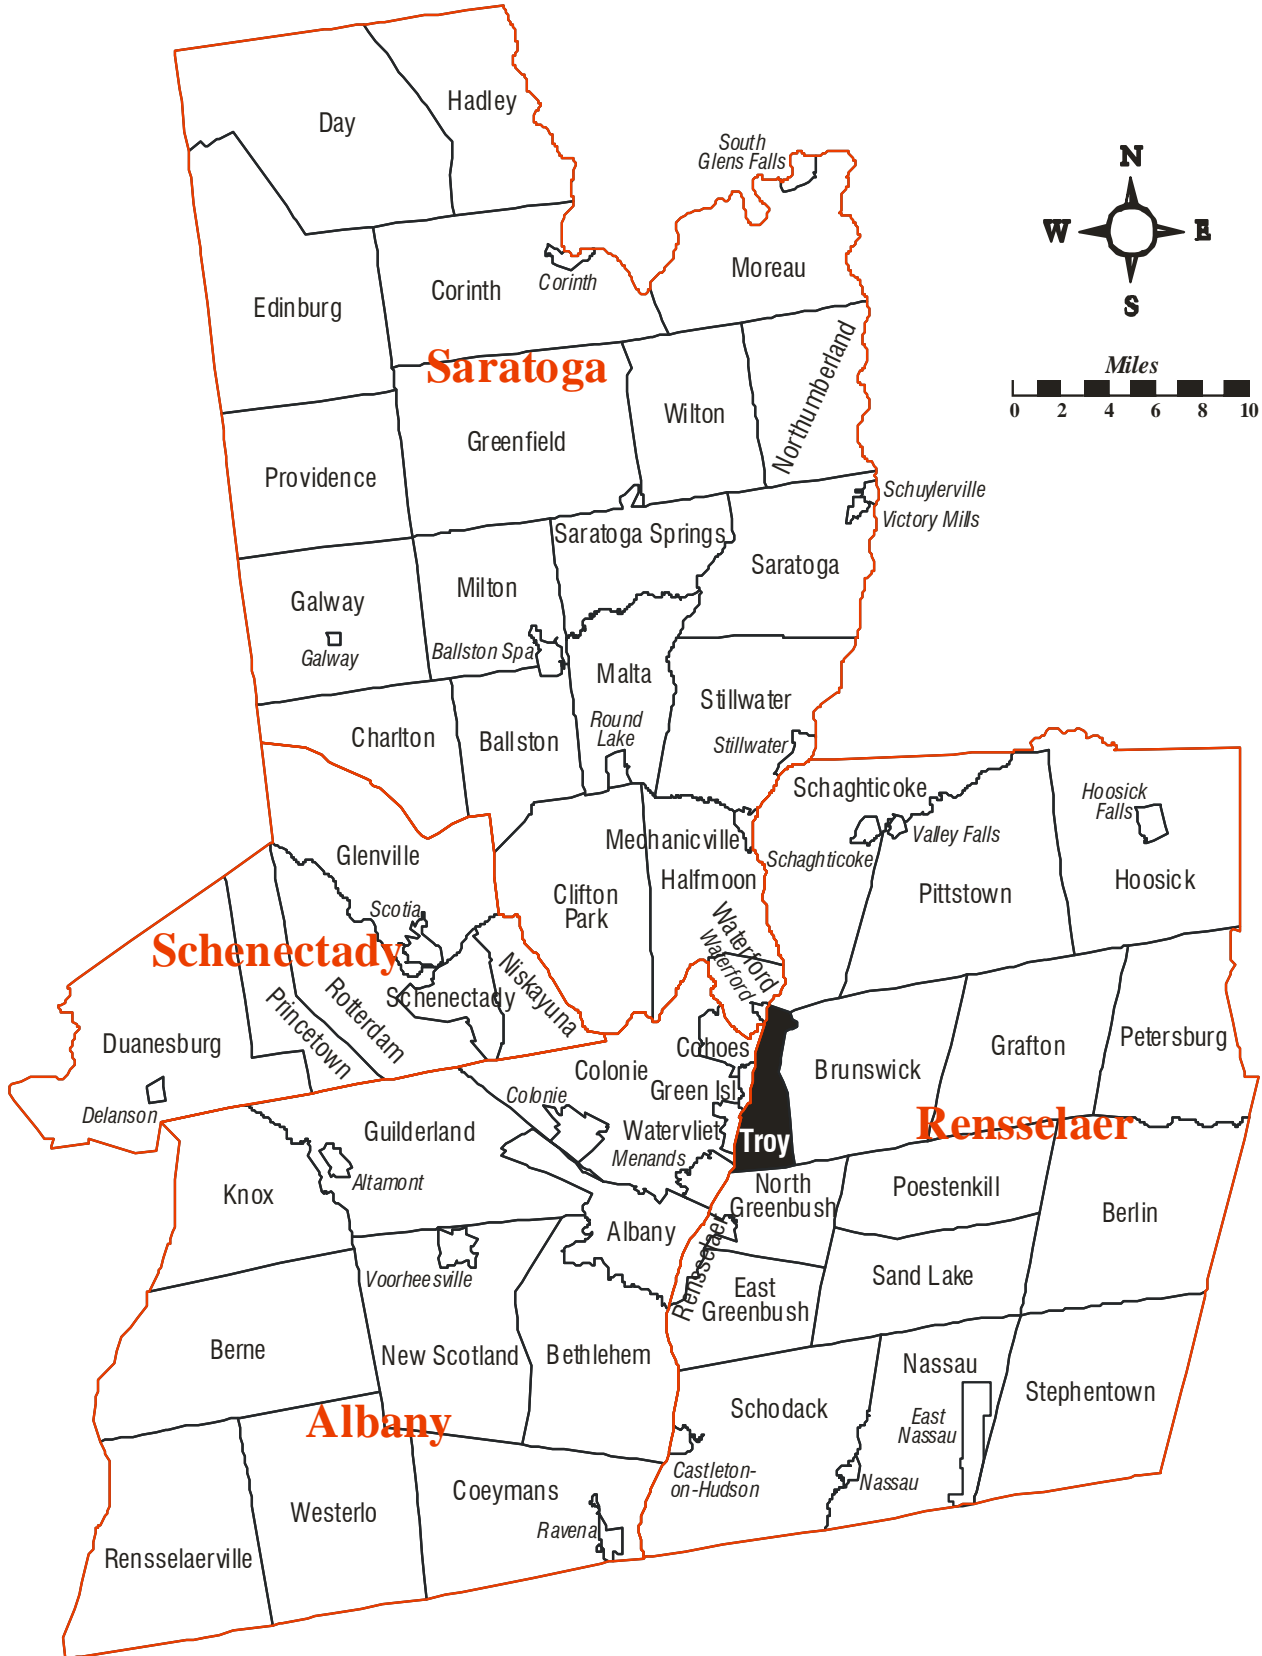 Hadley
Day
South
Glens Falls
N
W
E
S
Moreau
Corinth
Corinth
Edinburg
Northumberland
Miles
0 2 4 6 8 10
Saratoga
Wilton
Greenfield
Providence
Schuylerville
Victory Mills
Saratoga Springs
Saratoga
Milton
Galway
Galway
Ballston Spa
Malta
Stillwater
Round
Lake
Stillwater
Charlton
Ballston
Schaghticoke
Hoosick
Falls
Mechanicville
Valley Falls
Schaghticoke
Glenville
Halfmoon
Hoosick
Clifton
Park
Pittstown
Scotia
Waterford
Waterford
Schenectady
Niskayuna
Schenectady
Rotterdam
Princetown
Duanesburg
Cohoes
Grafton
Petersburg
Colonie
Brunswick
Green Isl.
Colonie
Delanson
Guilderland
Watervliet
Troy
Rensselaer
Menands
Altamont
Knox
North
Greenbush
Poestenkill
Berlin
Albany
Rensselaer
Voorheesville
Sand Lake
East
Greenbush
Berne
New Scotland
Bethlehem
Nassau
Stephentown
Schodack
Albany
East
Nassau
Castleton-
on-Hudson
Nassau
Coeymans
Westerlo
Ravena
Rensselaerville